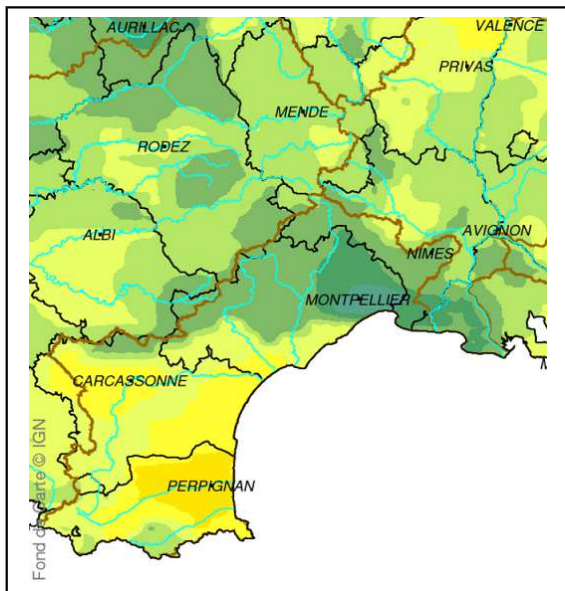 AURILLAC
VALENCE
PRIVAS
MENDE
RODEZ
ALBI
AVIGNON
NIMES
MONTPELLIER
M
CARCASSONNE
PERPIGNAN
Fond de carte © IGN